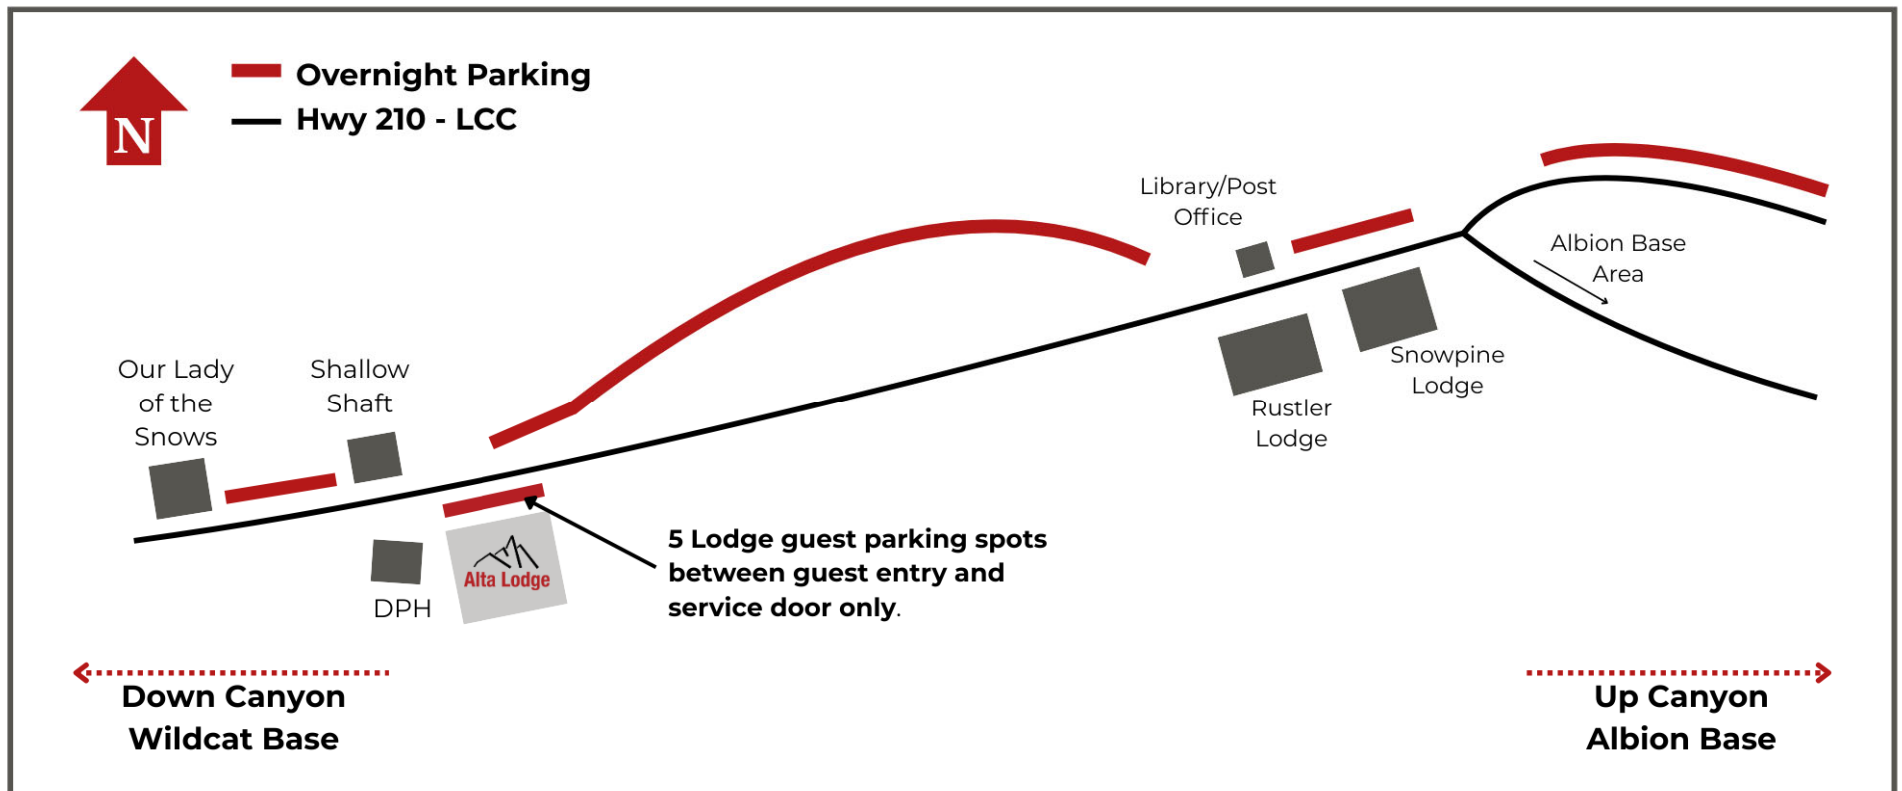 N
Overnight Parking
Hwy 210 - LCC
Library/Post
Office
Albion Base
Area
Our Lady
of the
Snows
Shallow
Shaft
Snowpine
Lodge
Rustler
Lodge
5 Lodge guest parking spots
between guest entry and
service door only.
Alta Lodge
DPH
Down Canyon
Wildcat Base
Up Canyon
Albion Base